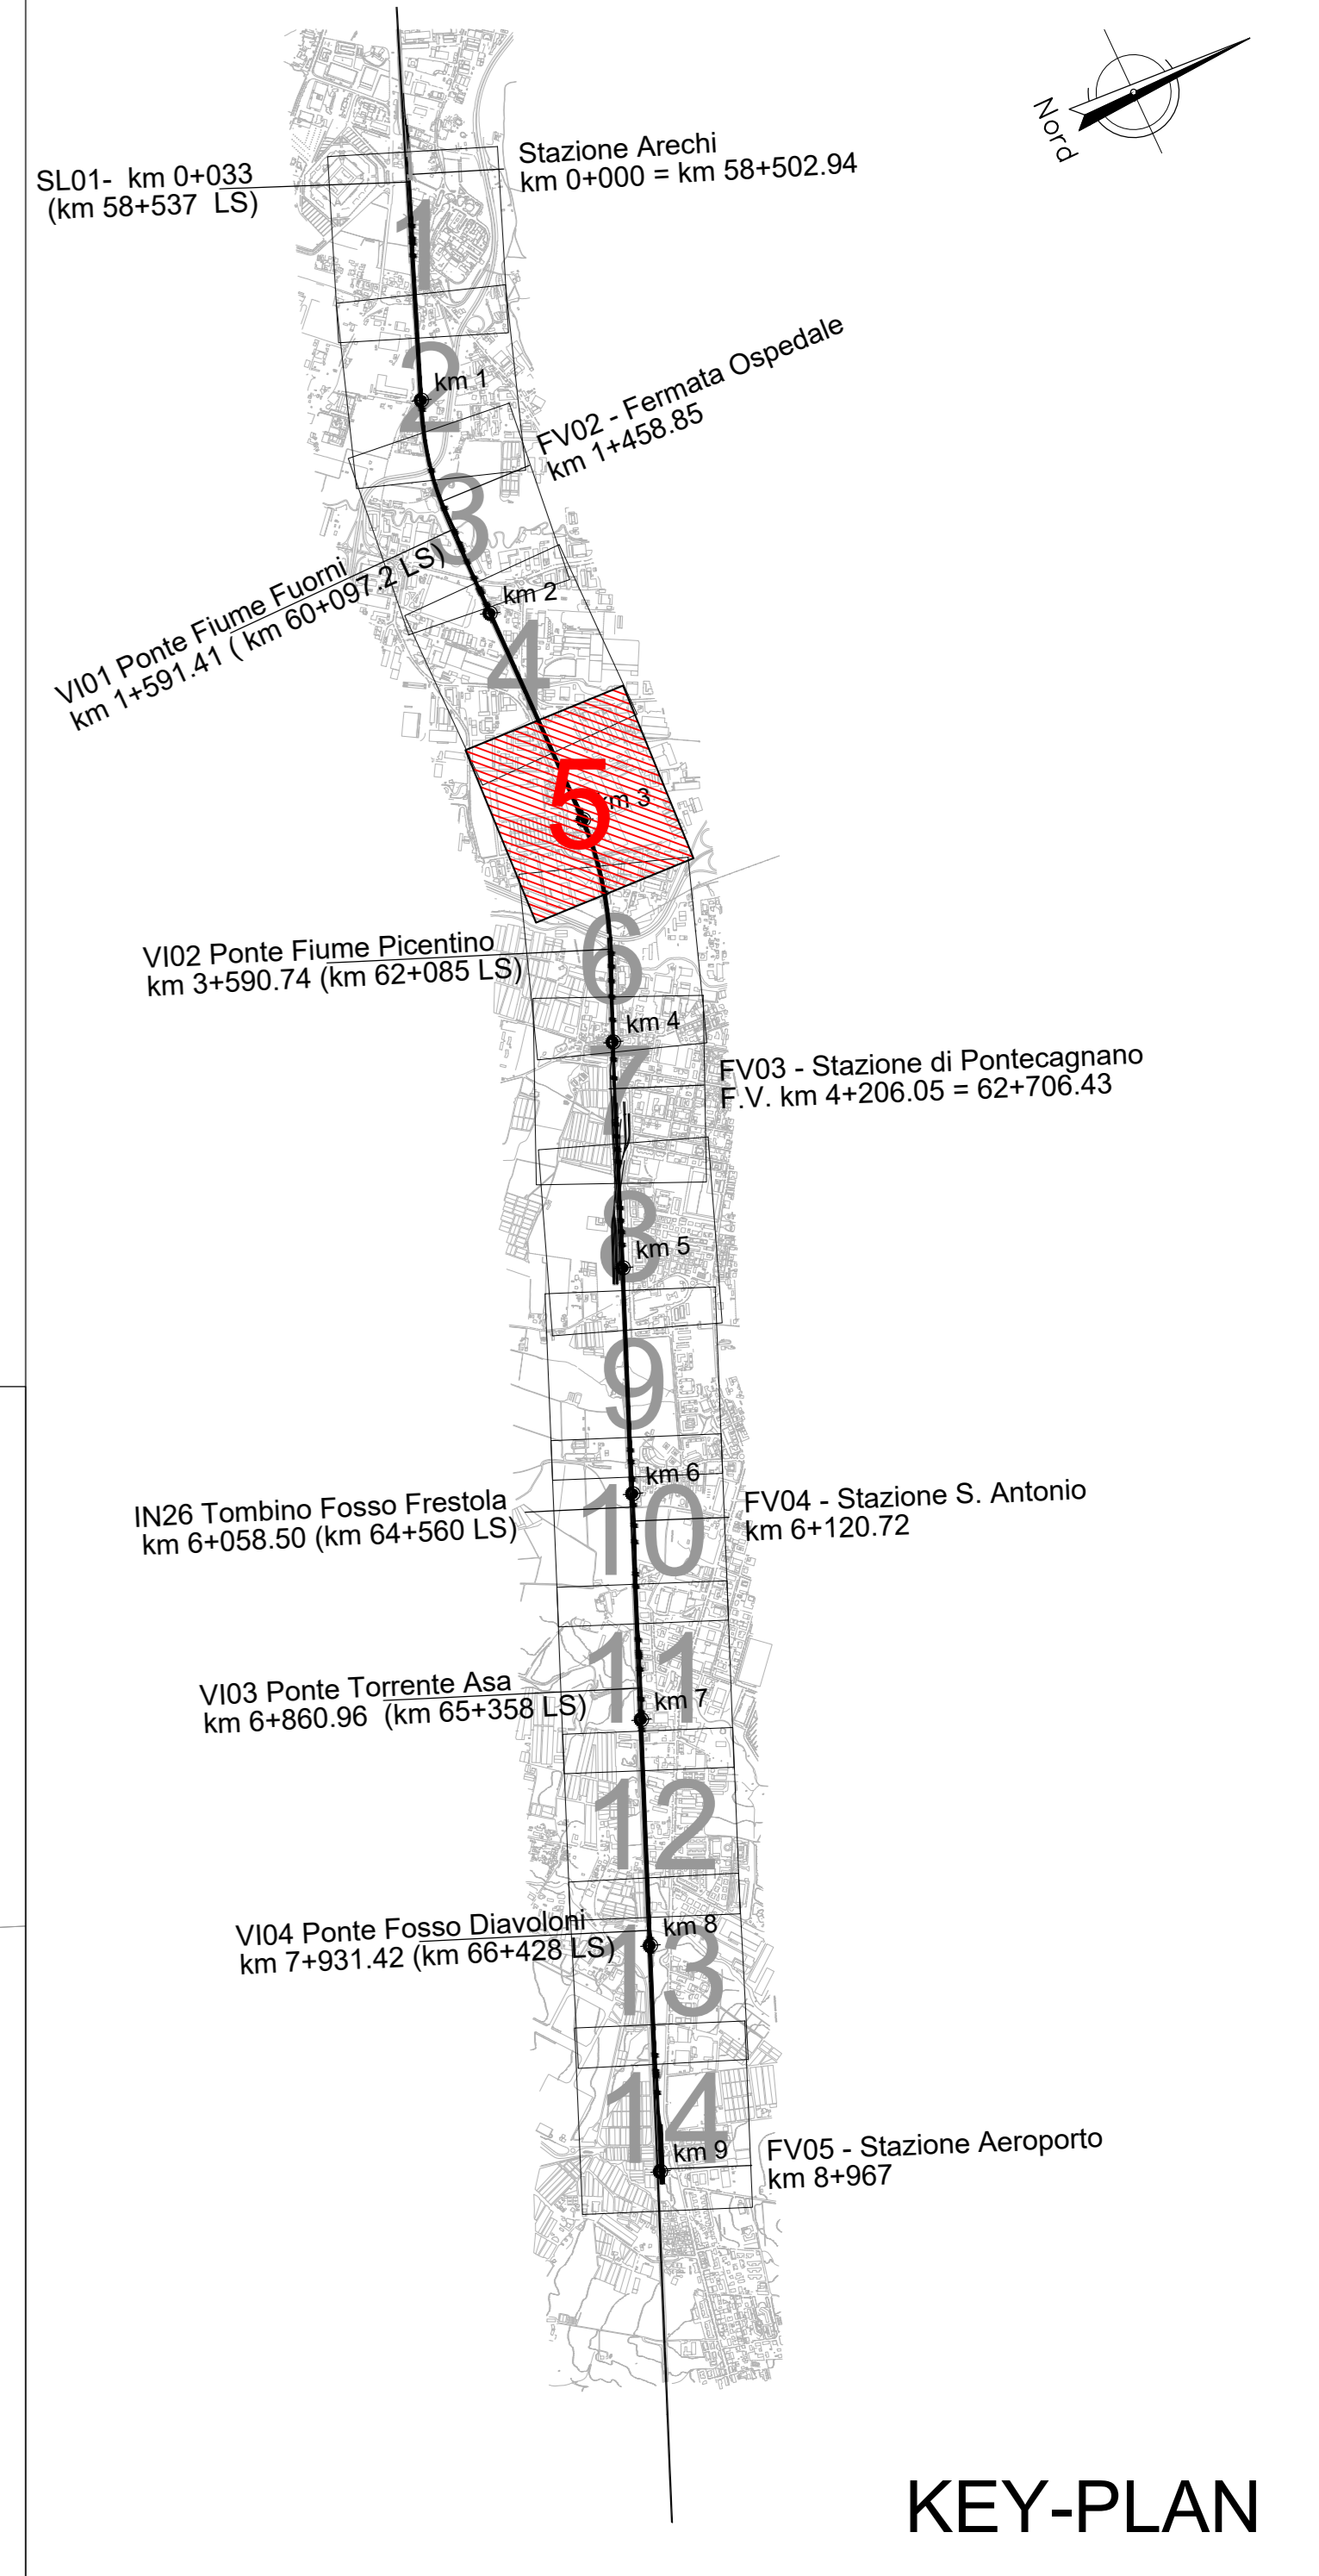 Nord
SL01- km 0+033
(km 58+537 LS)
Stazione Arechi
km 0+000 = km 58+502.94
1
2
km 1
FV02 - Fermata Ospedale
km 1+458.85
3
VI01 Ponte Fiume Fuorni
km 1+591.41 ( km 60+097.2 LS)
km 2
4
5
km 3
VI02 Ponte Fiume Picentino
km 3+590.74 (km 62+085 LS)
6
km 4
7
FV03 - Stazione di Pontecagnano
F.V. km 4+206.05 = 62+706.43
8
km 5
9
km 6
IN26 Tombino Fosso Frestola
km 6+058.50 (km 64+560 LS)
10
FV04 - Stazione S. Antonio
km 6+120.72
11
VI03 Ponte Torrente Asa
km 6+860.96 (km 65+358 LS)
km 7
12
VI04 Ponte Fosso Diavoloni
km 7+931.42 (km 66+428 LS)
km 8
13
14
km 9
FV05 - Stazione Aeroporto
km 8+967
KEY-PLAN